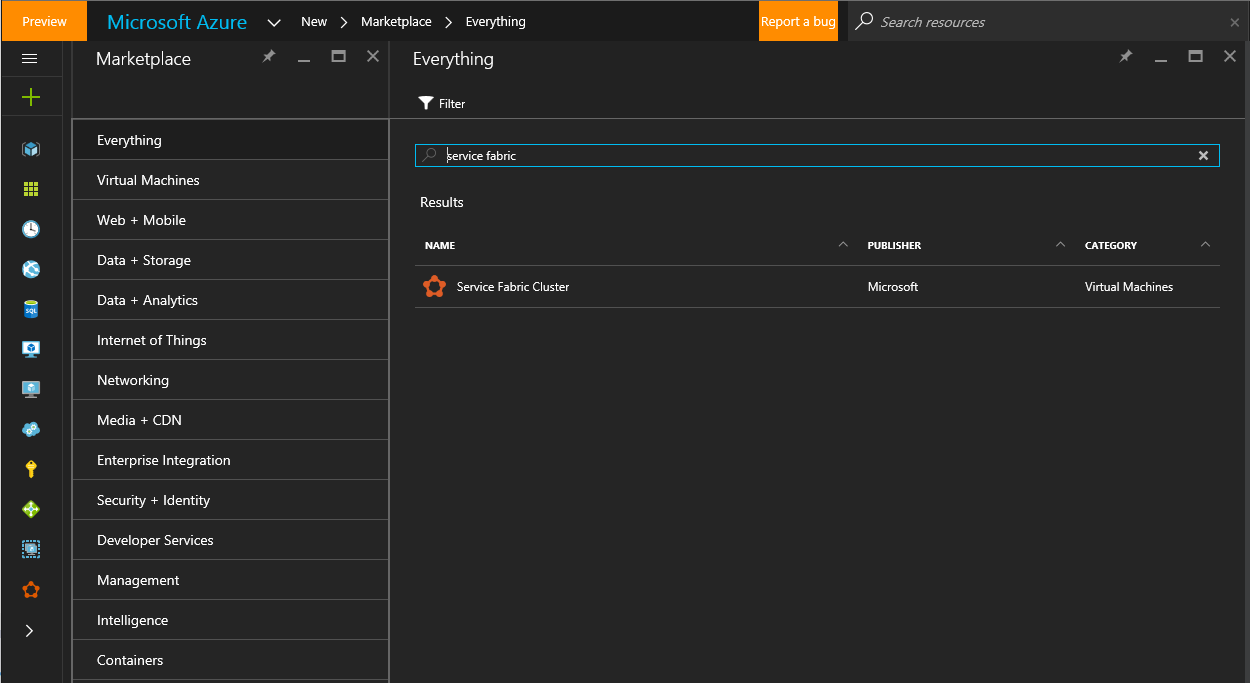 Preview
Microsoft Azure
New
Marketplace
Everything
Report a bug
Search resources
Marketplace
Everything
Virtual Machines
Web + Mobile
Data + Storage
Data + Analytics
Internet of Things
Networking
Media + CDN
Enterprise Integration
Security + Identity
Developer Services
Management
Intelligence
Containers
Everything
Filter
service fabric
Results
NAME PUBLISHER CATEGORY
Service Fabric Cluster Microsoft Virtual Machines
SQL